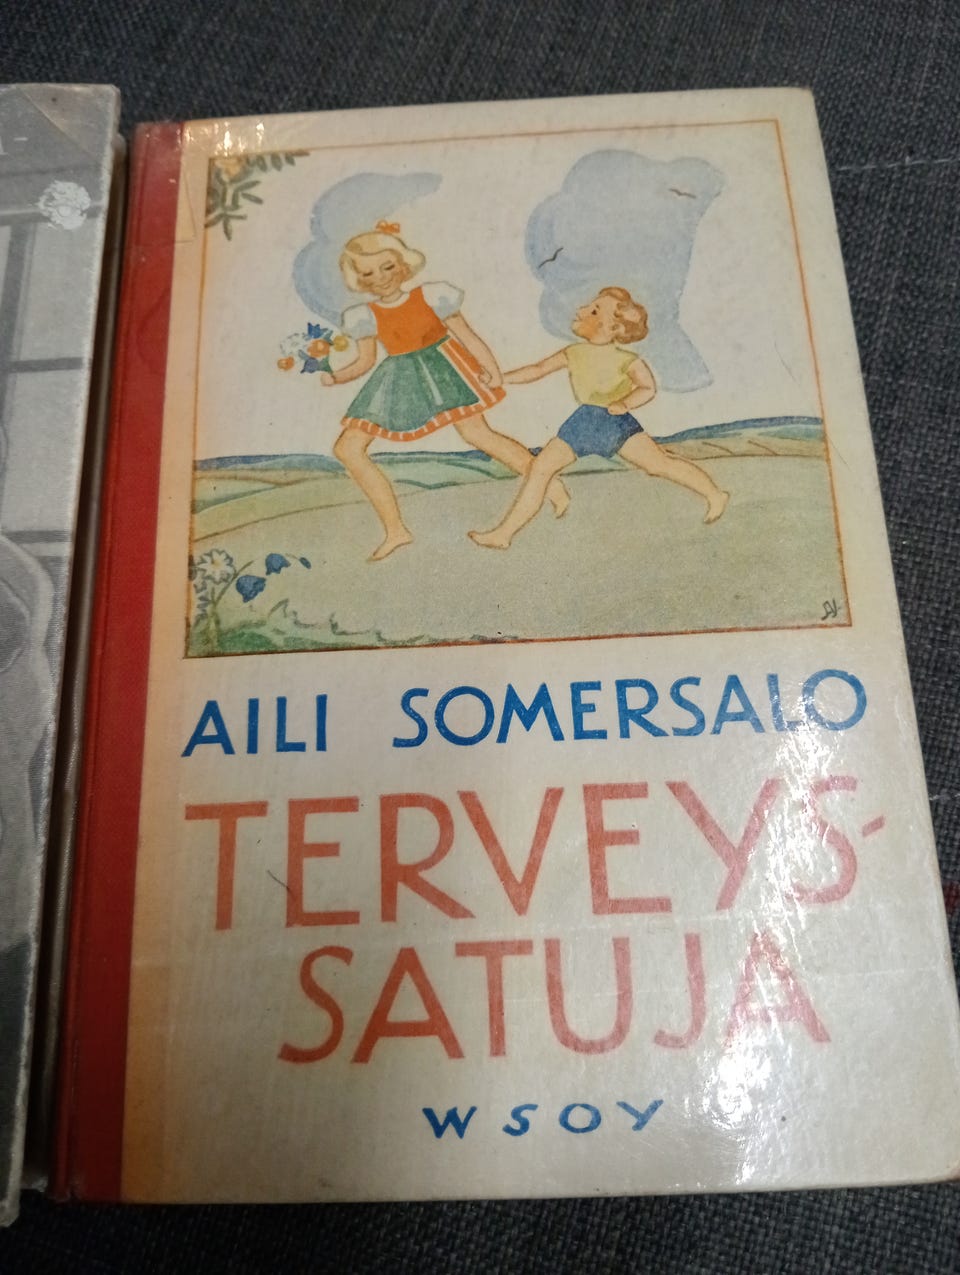 AILI SOMERSALO
TERVEYS-
SATUJA
WSOY